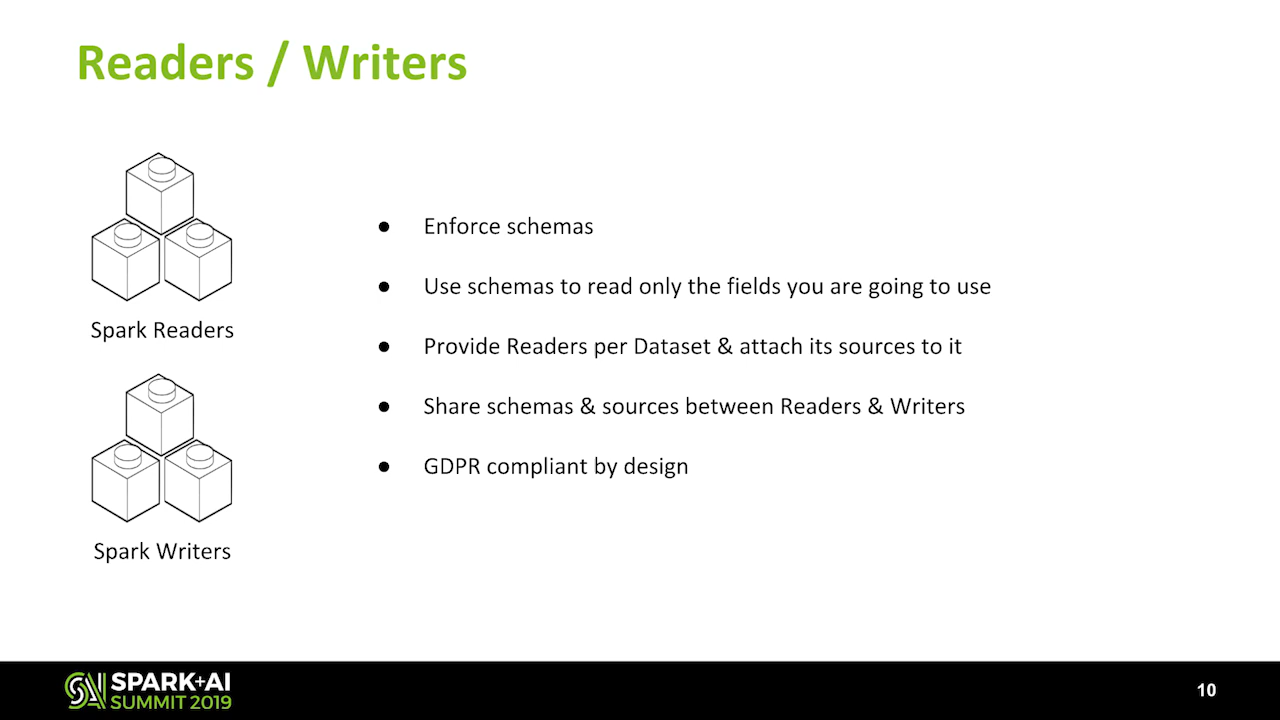 Readers / Writers
Spark Readers
Spark Writers
● Enforce schemas
● Use schemas to read only the fields you are going to use
● Provide Readers per Dataset & attach its sources to it
● Share schemas & sources between Readers & Writers
● GDPR compliant by design
SPARK+AI
SUMMIT 2019
10